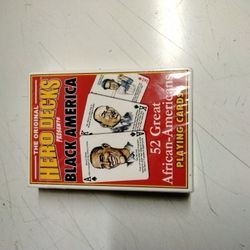 THE ORIGINAL
HERO DECKS
PRESENTS
BLACK AMERICA
A
K
52 Great
African-Americans
PLAYING CARDS